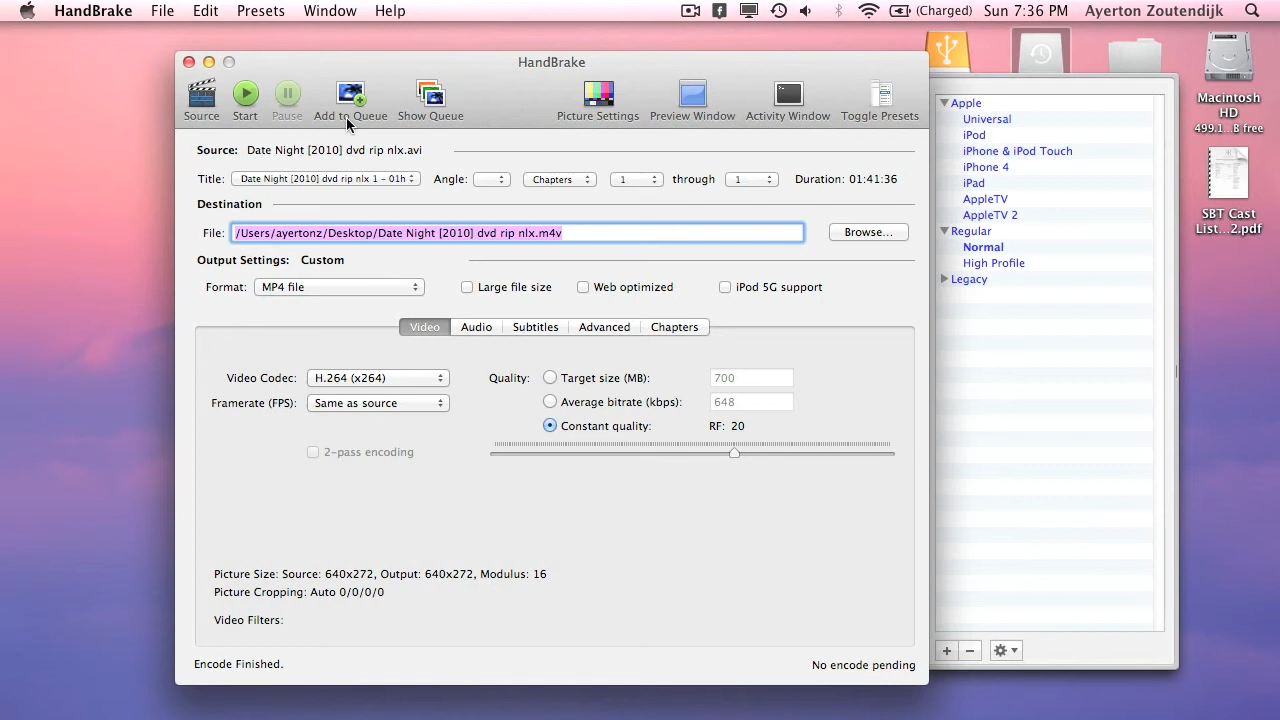 HandBrake File Edit Presets Window Help (Charged) Sun 7:36 PM Ayerton Zoutendijk
HandBrake
Source Start Pause Add to Queue Show Queue Picture Settings Preview Window Activity Window Toggle Presets
Source: Date Night [2010] dvd rip nlx.avi
Title: Date Night [2010] dvd rip nlx 1 - 01h Angle: Chapters 1 through 1 Duration: 01:41:36
Destination
File: /Users/ayertonz/Desktop/Date Night [2010] dvd rip nlx.m4v Browse...
Output Settings: Custom
Format: MP4 file Large file size Web optimized iPod 5G support
Video Audio Subtitles Advanced Chapters
Video Codec: H.264 (x264) Quality: Target size (MB): 700
Framerate (FPS): Same as source Average bitrate (kbps): 648
Constant quality: RF: 20
2-pass encoding
Picture Size: Source: 640x272, Output: 640x272, Modulus: 16
Picture Cropping: Auto 0/0/0/0
Video Filters:
Encode Finished. No encode pending
Apple
Universal
iPod
iPhone & iPod Touch
iPhone 4
iPad
AppleTV
AppleTV 2
Regular
Normal
High Profile
Legacy
Macintosh
HD
499.1...B free
SBT Cast
List...2.pdf